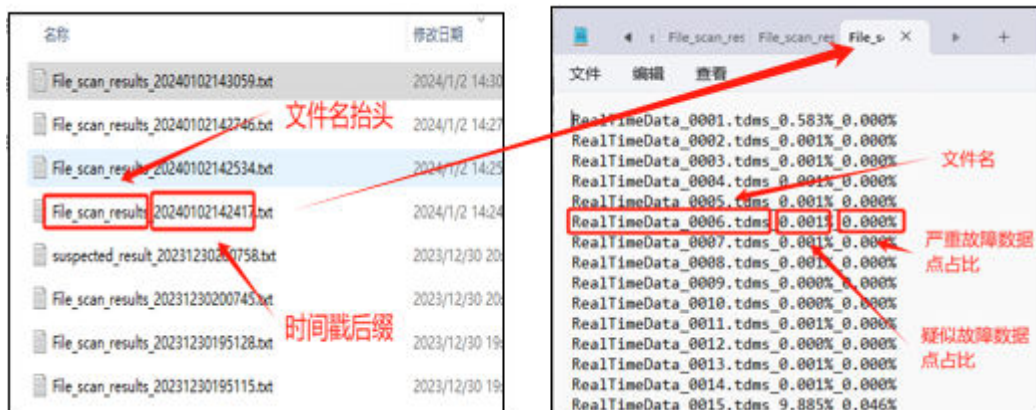 名称 修改日期
File_scan_results_20240102143059.txt 2024/1/2 14:30
File_scan_results_20240102142746.txt 2024/1/2 14:27
文件名抬头
File_scan_results_20240102142534.txt 2024/1/2 14:25
File_scan_results_20240102142417.txt 2024/1/2 14:24
suspected_result_20231230200758.txt 2023/12/30 20:
File_scan_results_20231230200745.txt 2023/12/30 20:
时间戳后缀
File_scan_results_20231230195128.txt 2023/12/30 19:
File_scan_results_20231230195115.txt 2023/12/30 19:
File_scan_res File_scan_res File_s
文件 编辑 查看
RealTimeData_0001.tdms_0.583%_0.000%
RealTimeData_0002.tdms_0.001%_0.000%
RealTimeData_0003.tdms_0.001%_0.000%
文件名
RealTimeData_0004.tdms_0.001%_0.000%
RealTimeData_0005.tdms_0.001%_0.000%
RealTimeData_0006.tdms_0.001%_0.000%
严重故障数据
点占比
RealTimeData_0007.tdms_0.001%_0.000%
RealTimeData_0008.tdms_0.001%_0.000%
RealTimeData_0009.tdms_0.000%_0.000%
RealTimeData_0010.tdms_0.000%_0.000%
RealTimeData_0011.tdms_0.001%_0.000%
RealTimeData_0012.tdms_0.000%_0.000%
疑似故障数据
点占比
RealTimeData_0013.tdms_0.001%_0.000%
RealTimeData_0014.tdms_0.001%_0.000%
RealTimeData_0015.tdms_9.885%_0.046%